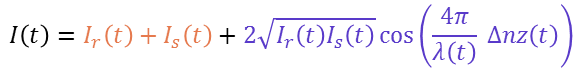 I(t) = I_r(t) + I_s(t) + 2√(I_r(t)I_s(t)) cos(4π/λ(t) Δnz(t))